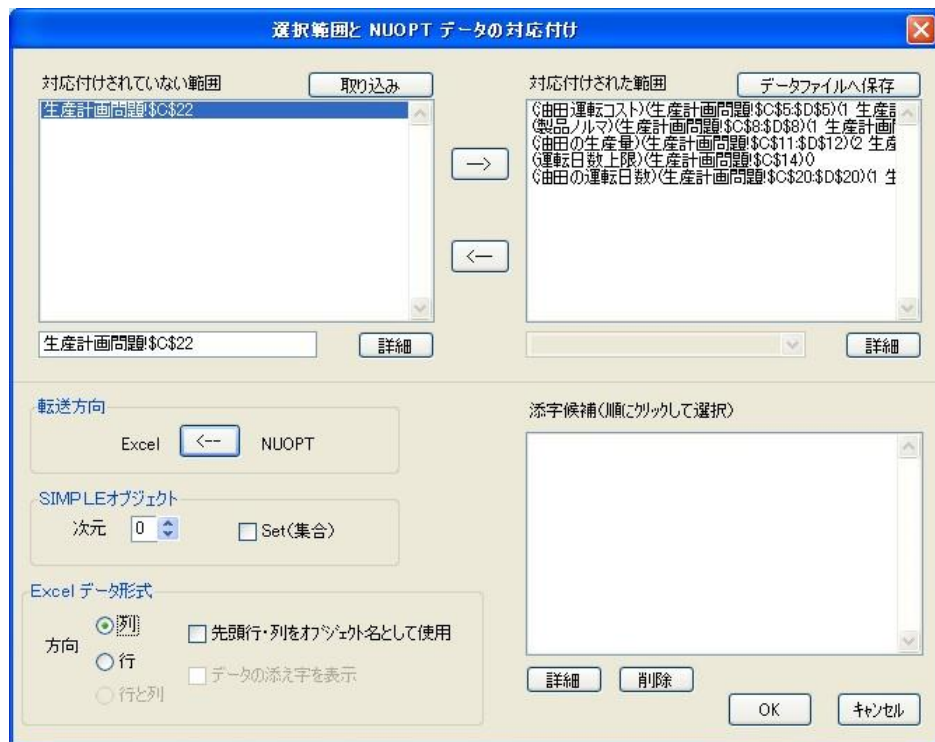 選択範囲と NUOPT データの対応付け
対応付けされていない範囲
取り込み
生産計画問題!$C$22
生産計画問題!$C$22
詳細
-->
<--
対応付けされた範囲
データファイルへ保存
(油田運転コスト)(生産計画問題!$C$5:$D$5)(1 生産
(製品ノルマ)(生産計画問題!$C$8:$D$8)(1 生産計画
(油田の生産量)(生産計画問題!$C$11:$D$12)(2 生産
(運転日数上限)(生産計画問題!$C$14)0
(油田の運転日数)(生産計画問題!$C$20:$D$20)(1 生
詳細
転送方向
Excel <-- NUOPT
SIMPLEオブジェクト
次元 0 Set(集合)
Excel データ形式
方向
列
行
行と列
先頭行・列をオブジェクト名として使用
データの添え字を表示
添字候補(順にクリックして選択)
詳細
削除
OK
キャンセル